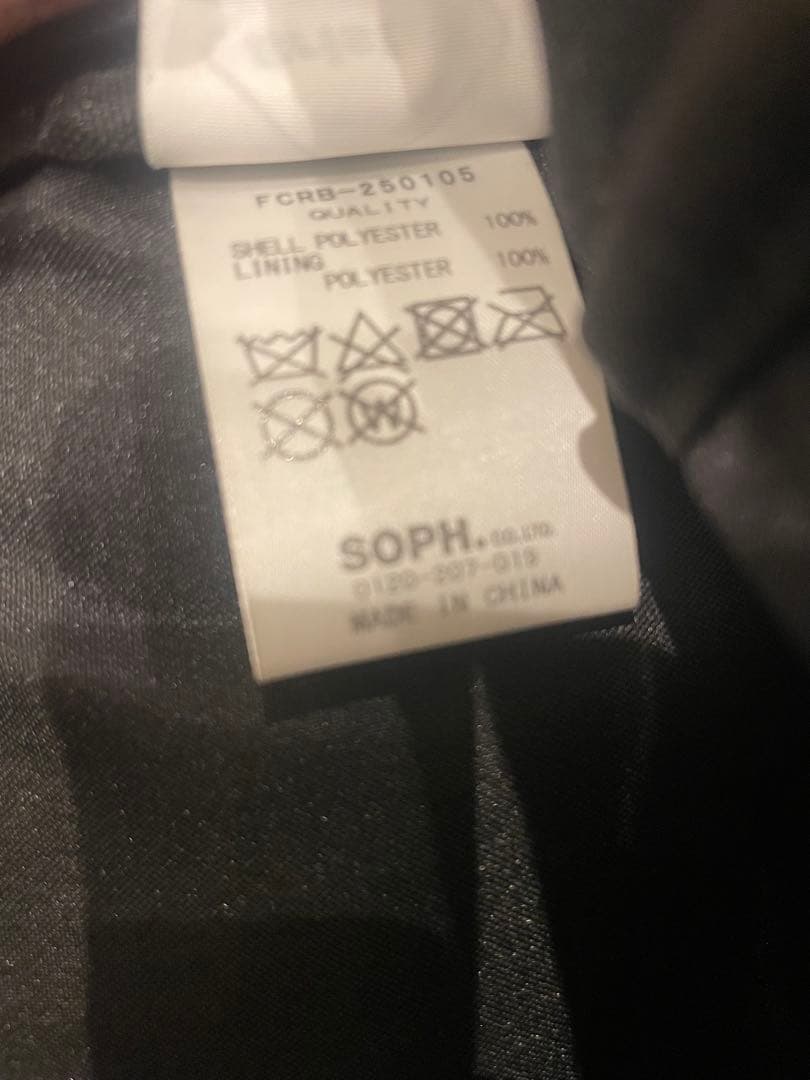 FCRB-250105
QUALITY
SHELL POLYESTER 100%
LINING
POLYESTER 100%
W
SOPH.CO.LTD.
0120-207-019
MADE IN CHINA